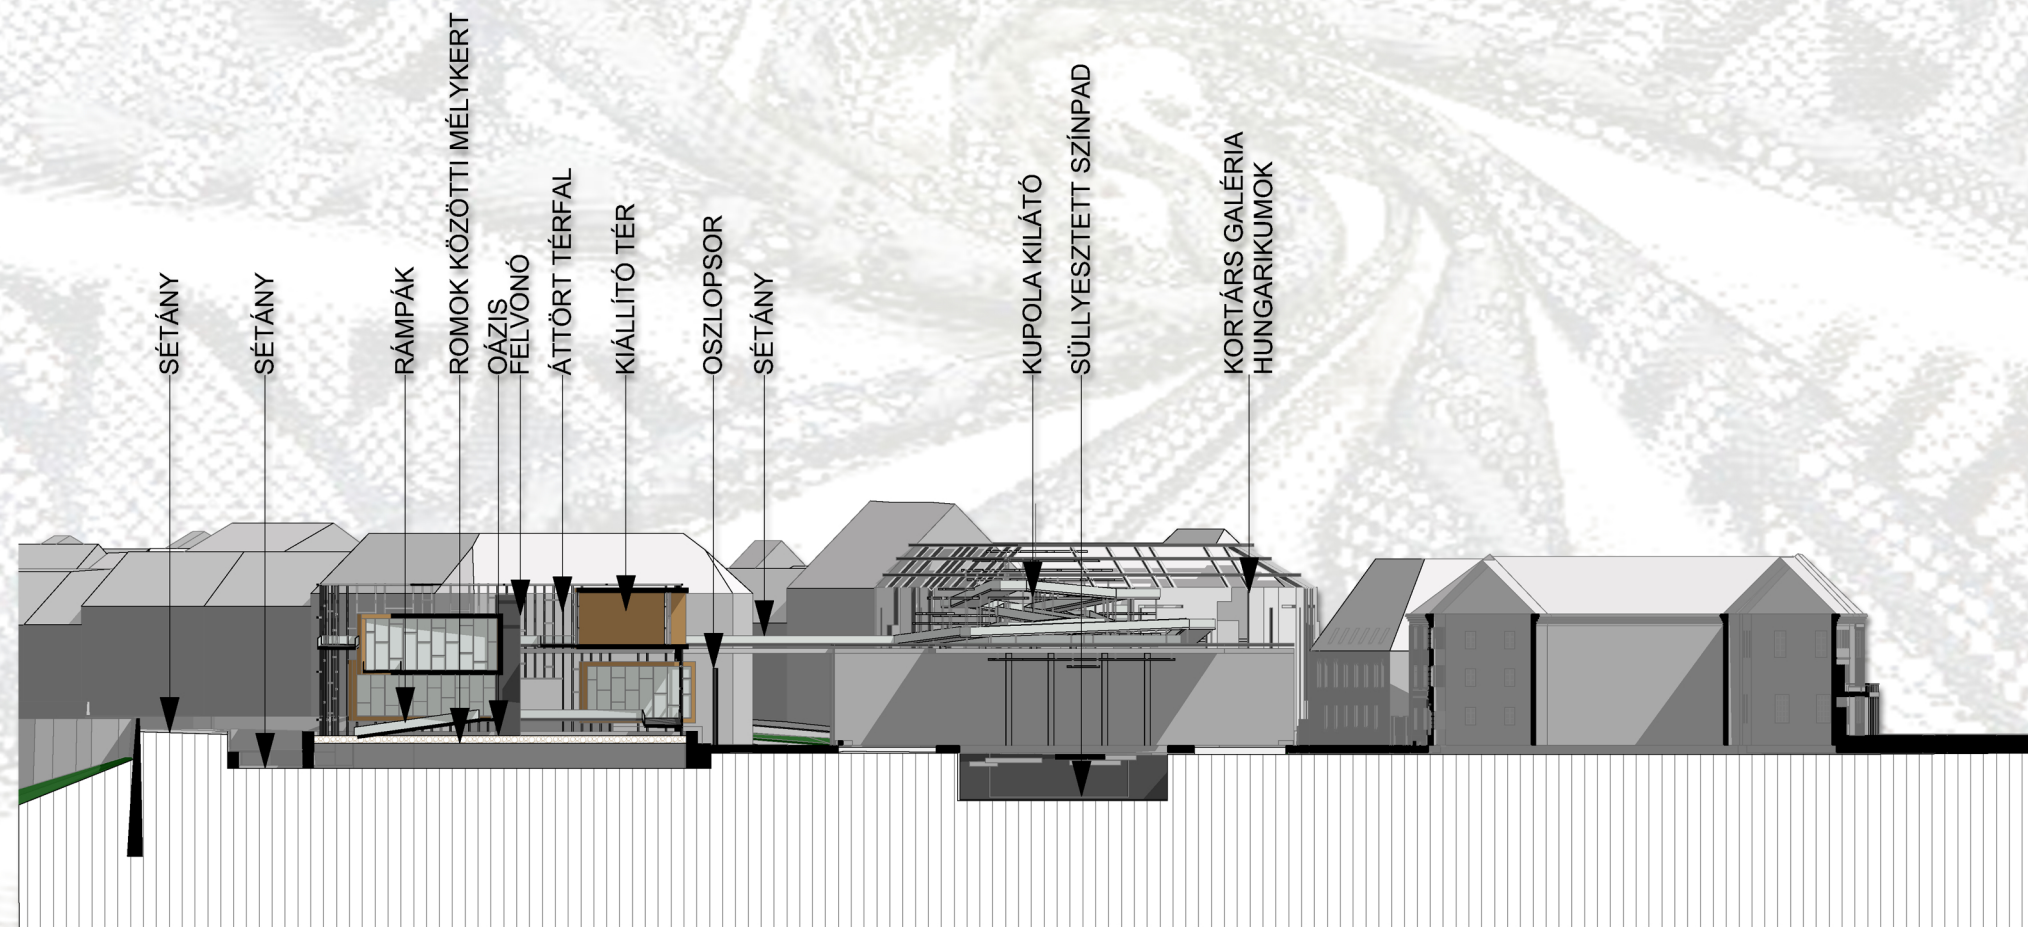 SÉTÁNY
SÉTÁNY
RÁMPÁK
ROMOK KÖZÖTTI MÉLYKERT
OÁZIS
FELVONÓ
ÁTTÖRT TÉRFAL
KIÁLLÍTÓ TÉR
OSZLOPSOR
SÉTÁNY
KUPOLA KILÁTÓ
SÜLLYESZTETT SZÍNPAD
KORTÁRS GALÉRIA
HUNGARIKUMOK